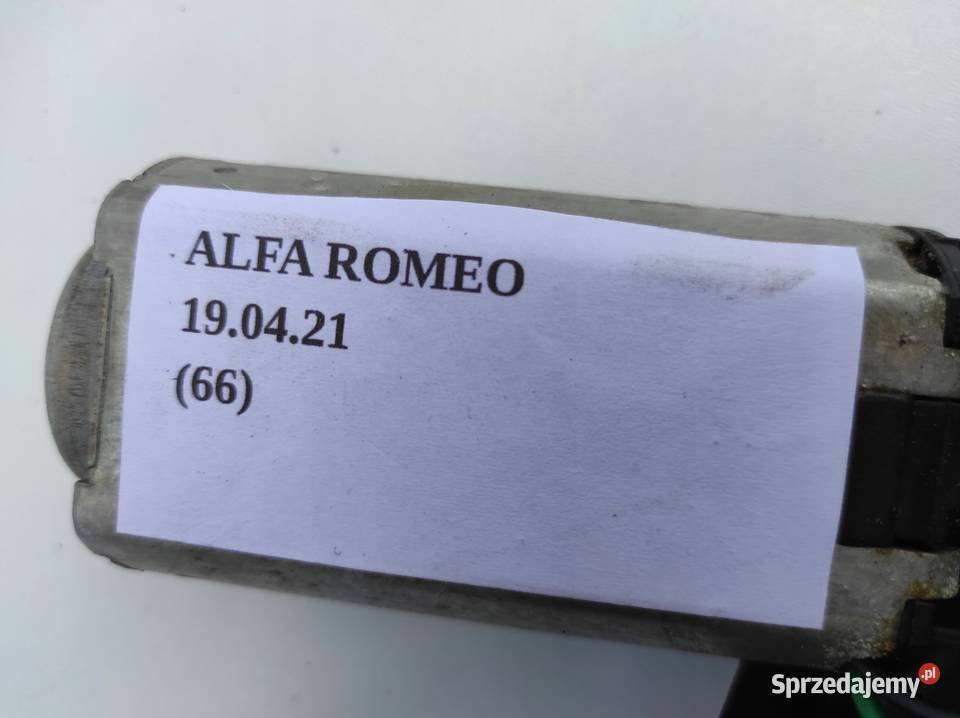 ALFA ROMEO
19.04.21
(66)
Sprzedajemy.pl